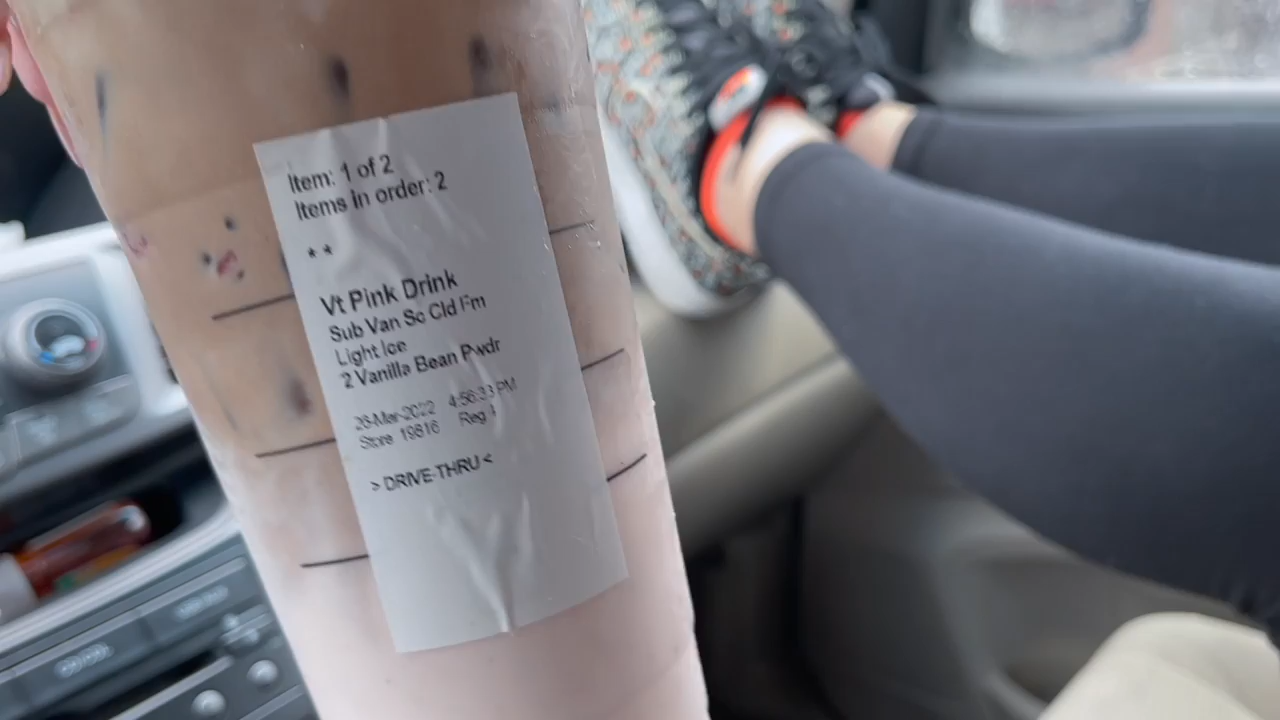 Item: 1 of 2
Items in order: 2
* *
Vt Pink Drink
Sub Van Sc Cld Fm
Light Ice
2 Vanilla Bean Pwdr
26-Mar-2022 4:56:33 PM
Store 19816 Reg 1
> DRIVE-THRU <